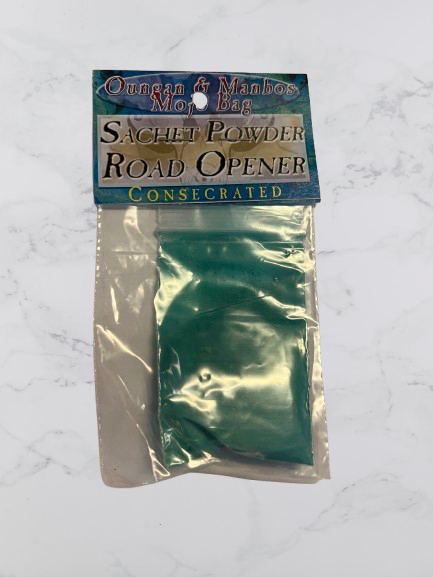 Oungan & Manbos
Mojo Bag
SACHET POWDER
ROAD OPENER
CONSECRATED